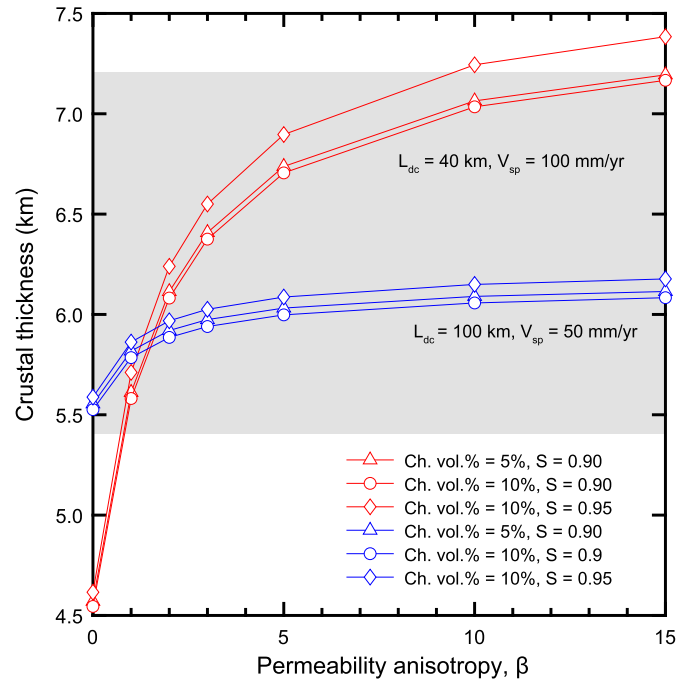 7.5
7.0
6.5
6.0
5.5
5.0
4.5
Crustal thickness (km)
L_dc = 40 km, V_sp = 100 mm/yr
L_dc = 100 km, V_sp = 50 mm/yr
Ch. vol.% = 5%, S = 0.90
Ch. vol.% = 10%, S = 0.90
Ch. vol.% = 10%, S = 0.95
Ch. vol.% = 5%, S = 0.90
Ch. vol.% = 10%, S = 0.9
Ch. vol.% = 10%, S = 0.95
0 5 10 15
Permeability anisotropy, β